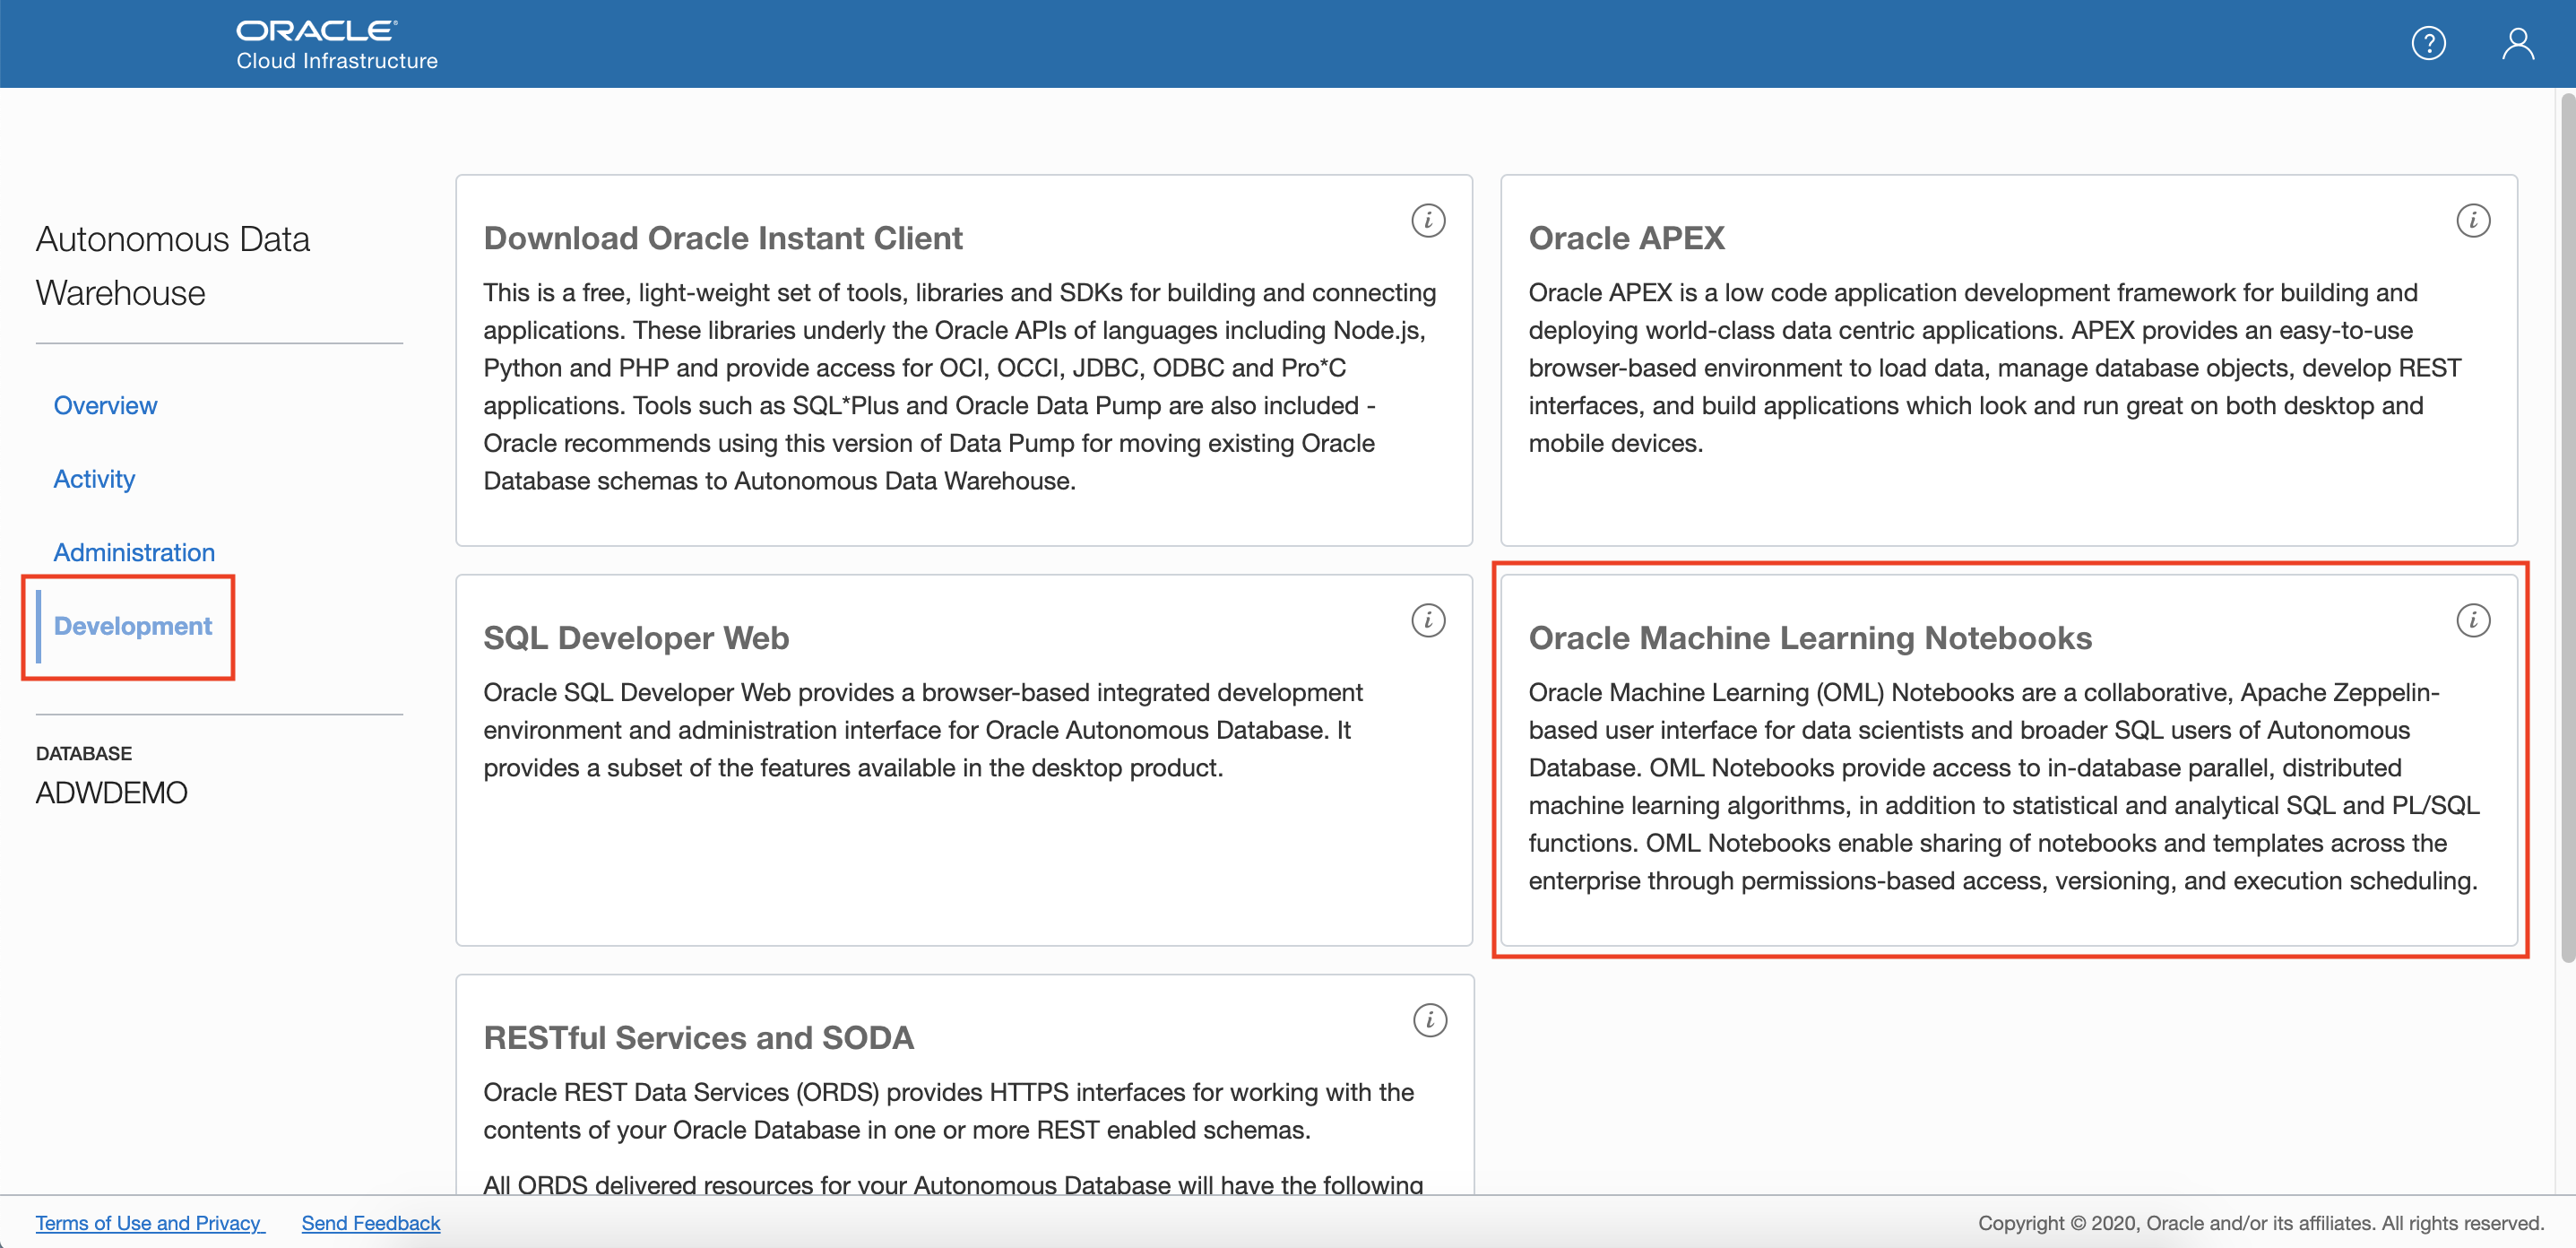 ORACLE
Cloud Infrastructure
Autonomous Data
Warehouse
Overview
Activity
Administration
Development
DATABASE
ADWDEMO
Download Oracle Instant Client
This is a free, light-weight set of tools, libraries and SDKs for building and connecting
applications. These libraries underly the Oracle APIs of languages including Node.js,
Python and PHP and provide access for OCI, OCCI, JDBC, ODBC and Pro*C
applications. Tools such as SQL*Plus and Oracle Data Pump are also included -
Oracle recommends using this version of Data Pump for moving existing Oracle
Database schemas to Autonomous Data Warehouse.
Oracle APEX
Oracle APEX is a low code application development framework for building and
deploying world-class data centric applications. APEX provides an easy-to-use
browser-based environment to load data, manage database objects, develop REST
interfaces, and build applications which look and run great on both desktop and
mobile devices.
SQL Developer Web
Oracle SQL Developer Web provides a browser-based integrated development
environment and administration interface for Oracle Autonomous Database. It
provides a subset of the features available in the desktop product.
Oracle Machine Learning Notebooks
Oracle Machine Learning (OML) Notebooks are a collaborative, Apache Zeppelin-
based user interface for data scientists and broader SQL users of Autonomous
Database. OML Notebooks provide access to in-database parallel, distributed
machine learning algorithms, in addition to statistical and analytical SQL and PL/SQL
functions. OML Notebooks enable sharing of notebooks and templates across the
enterprise through permissions-based access, versioning, and execution scheduling.
RESTful Services and SODA
Oracle REST Data Services (ORDS) provides HTTPS interfaces for working with the
contents of your Oracle Database in one or more REST enabled schemas.
All ORDS delivered resources for your Autonomous Database will have the following
Terms of Use and Privacy
Send Feedback
Copyright © 2020, Oracle and/or its affiliates. All rights reserved.